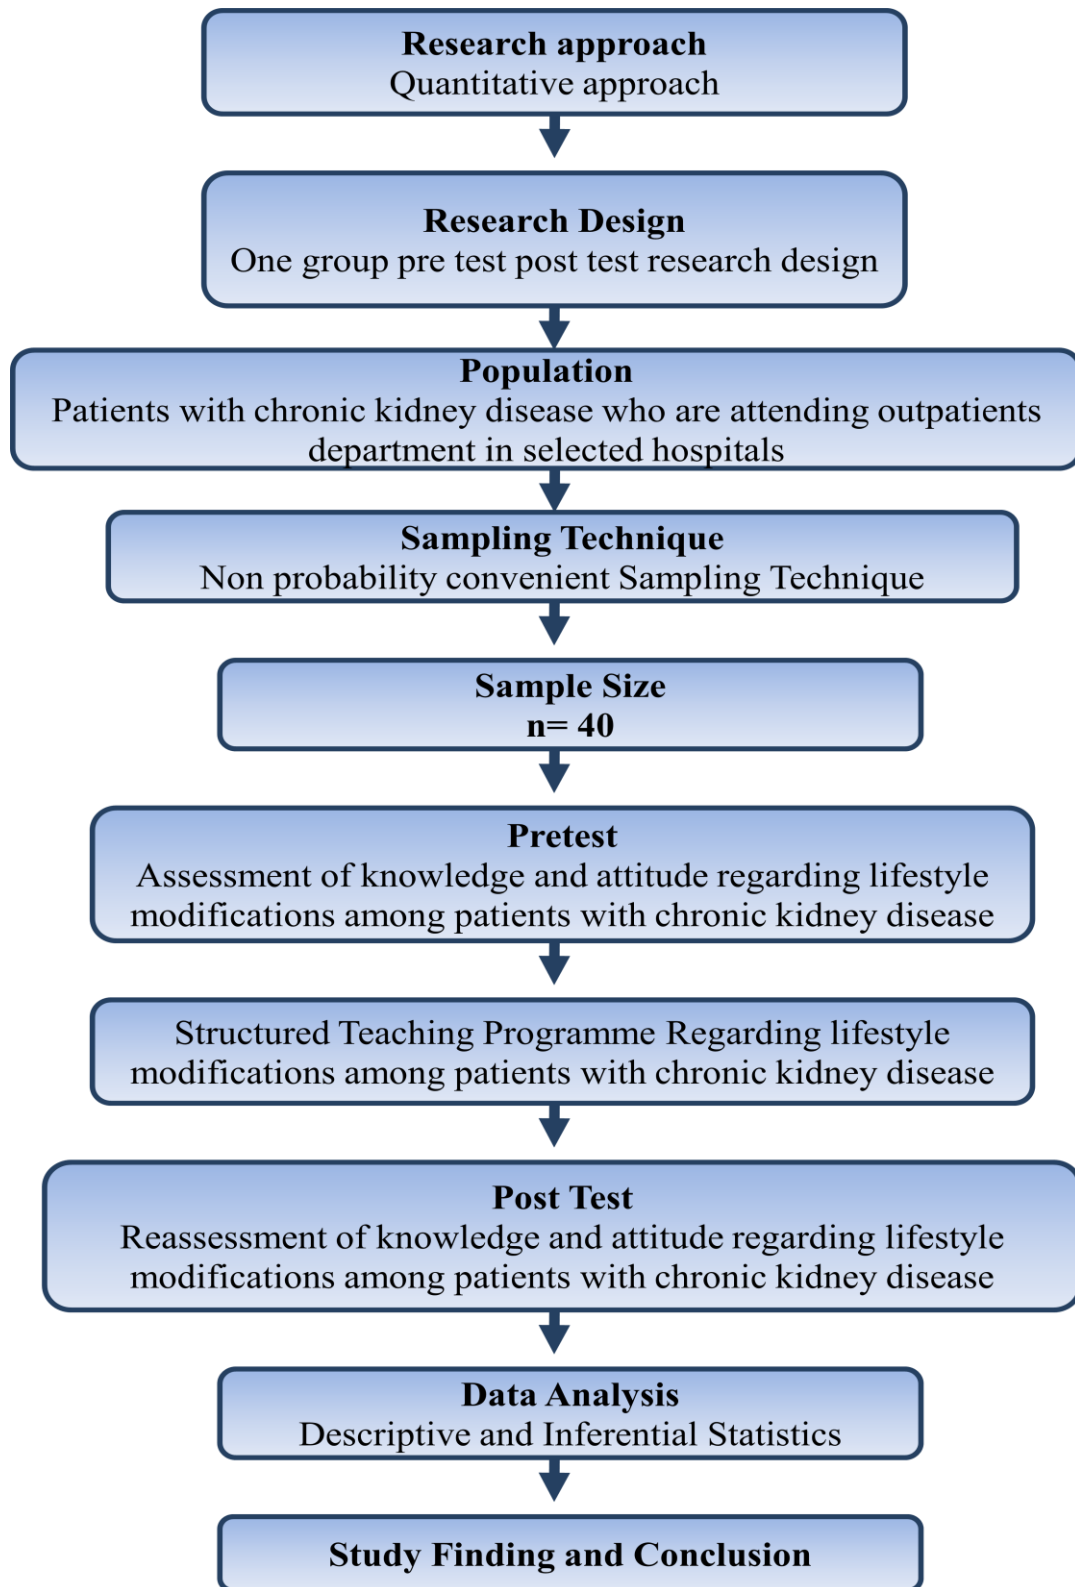 Research approach
Quantitative approach
Research Design
One group pre test post test research design
Population
Patients with chronic kidney disease who are attending outpatients
department in selected hospitals
Sampling Technique
Non probability convenient Sampling Technique
Sample Size
n= 40
Pretest
Assessment of knowledge and attitude regarding lifestyle
modifications among patients with chronic kidney disease
Structured Teaching Programme Regarding lifestyle
modifications among patients with chronic kidney disease
Post Test
Reassessment of knowledge and attitude regarding lifestyle
modifications among patients with chronic kidney disease
Data Analysis
Descriptive and Inferential Statistics
Study Finding and Conclusion